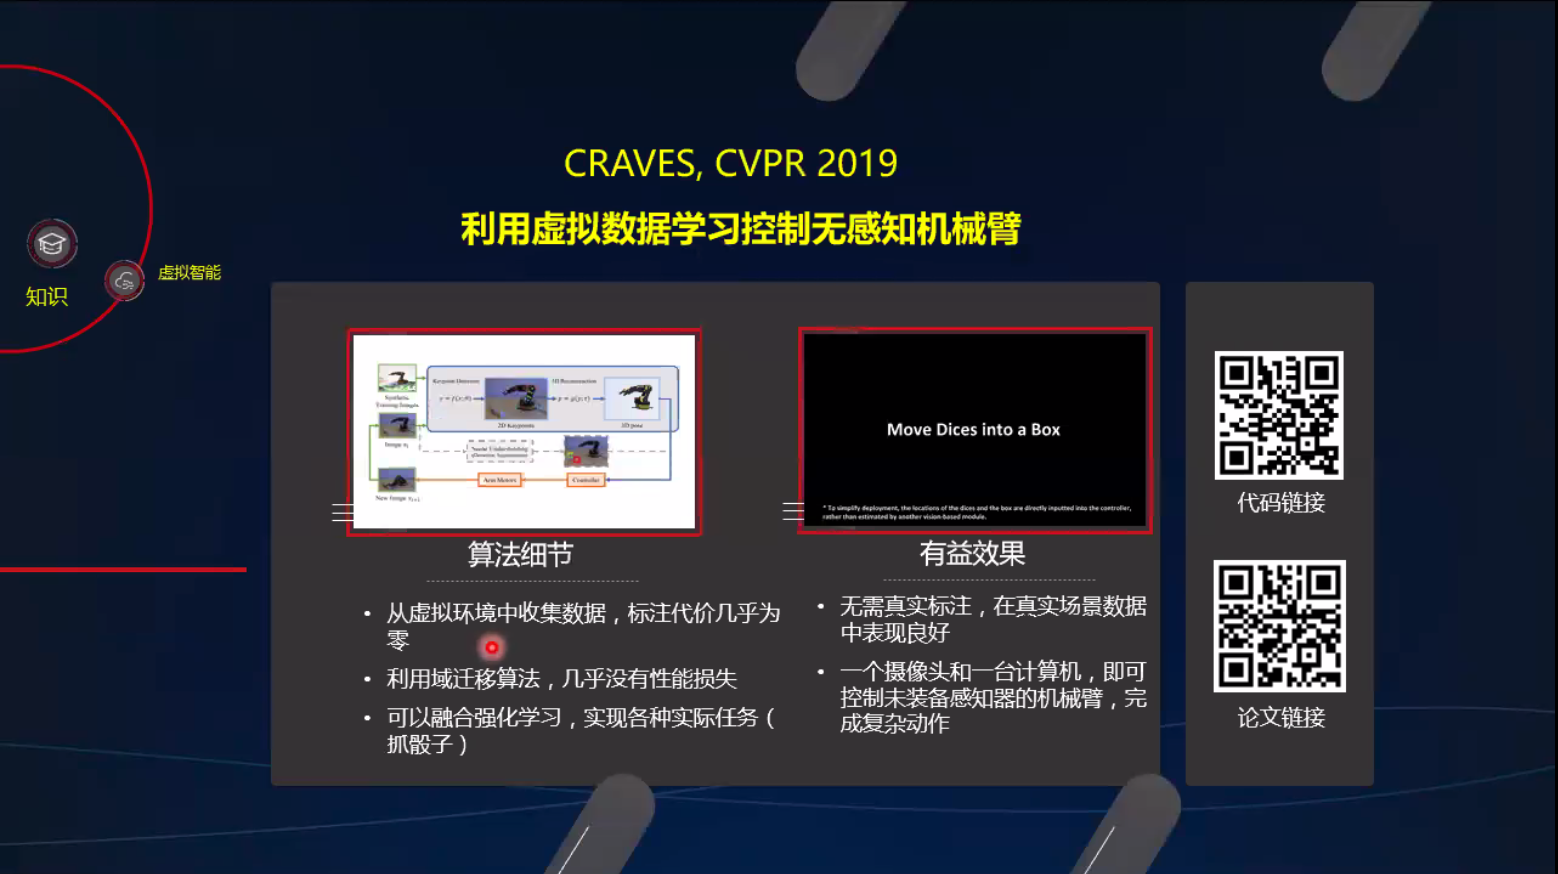 CRAVES, CVPR 2019
利用虚拟数据学习控制无感知机械臂
知识
虚拟智能
Synthetic
Training Images
Keypoint Detection
3D Reconstruction
2D Keypoints
3D pose
Arm Motors
Controller
算法细节
• 从虚拟环境中收集数据，标注代价几乎为
零
• 利用域迁移算法，几乎没有性能损失
• 可以融合强化学习，实现各种实际任务（
抓骰子）
Move Dices into a Box
* To simplify deployment, the locations of the dices and the box are directly inputted into the controller,
rather than estimated by another vision-based module.
有益效果
• 无需真实标注，在真实场景数据
中表现良好
• 一个摄像头和一台计算机，即可
控制未装备感知器的机械臂，完
成复杂动作
代码链接
论文链接